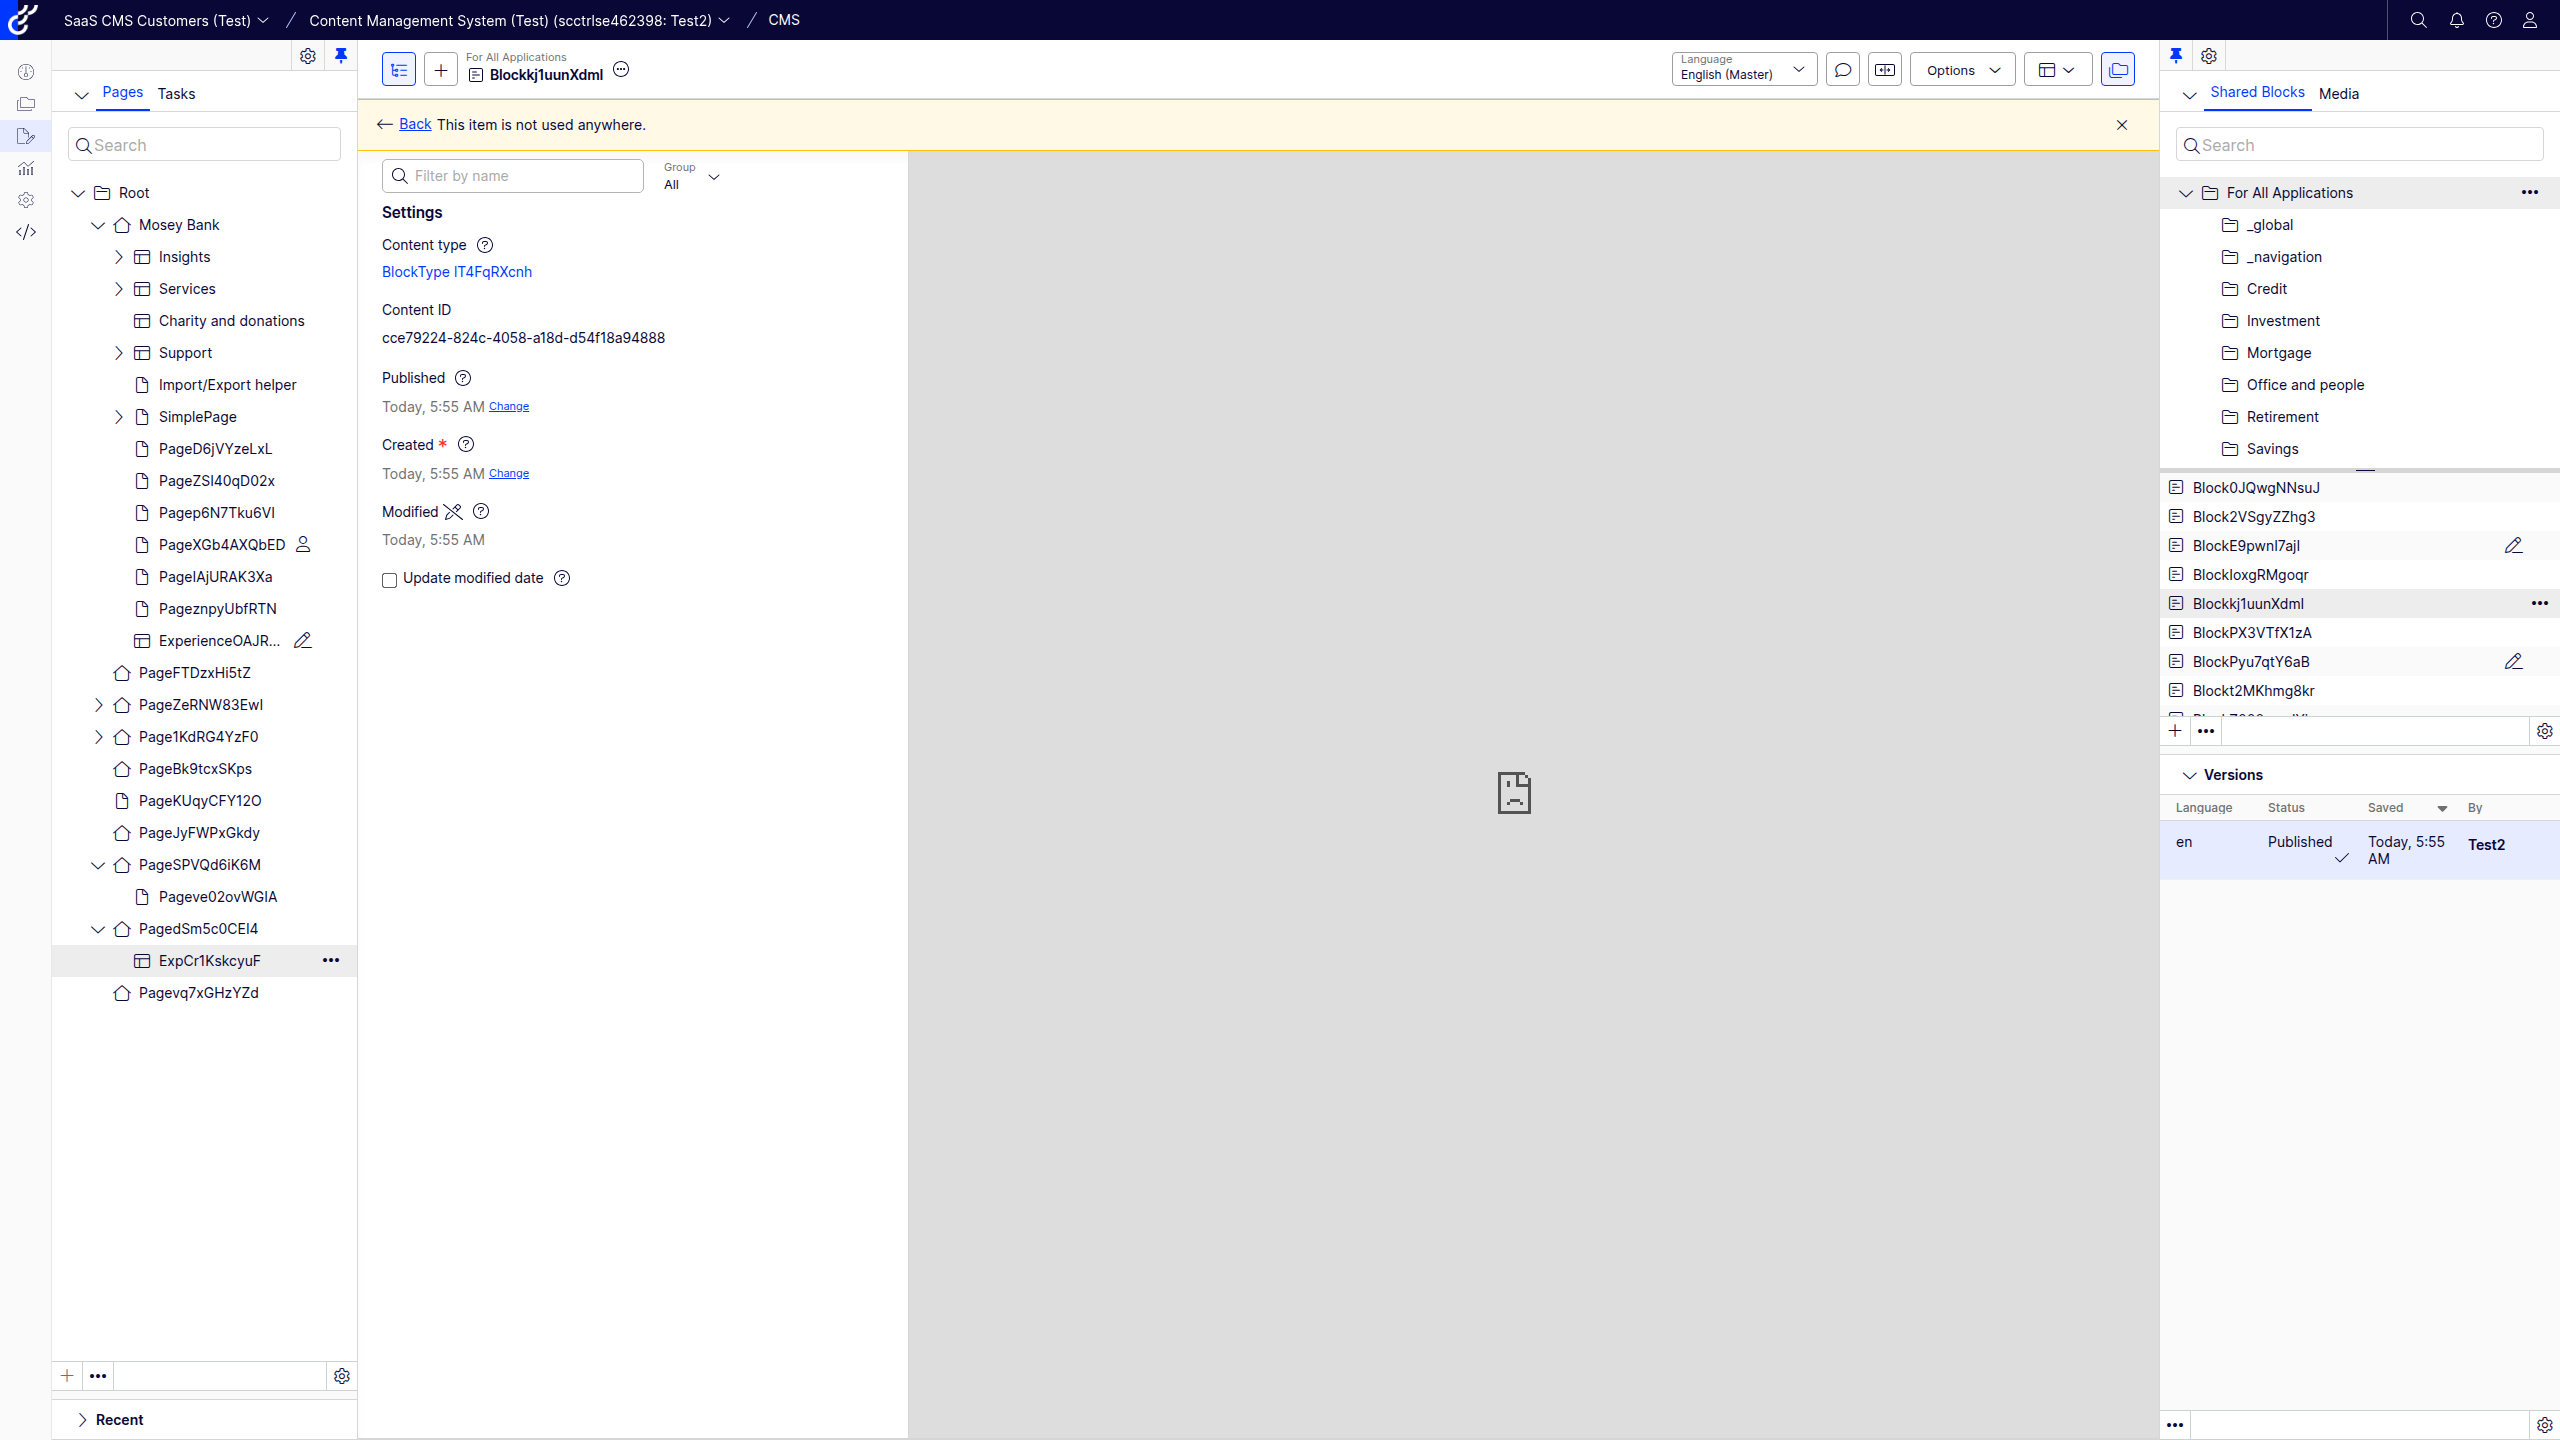 SaaS CMS Customers (Test)
Content Management System (Test) (scctrlse462398: Test2)
CMS
Pages
Tasks
Search
Root
Mosey Bank
Insights
Services
Charity and donations
Support
Import/Export helper
SimplePage
PageD6jVYzeLxL
PageZSI40qD02x
Pagep6N7Tku6VI
PageXGb4AXQbED
PageIAjURAK3Xa
PageznpyUbfRTN
ExperienceOAJR...
PageFTDzxHi5tZ
PageZeRNW83EwI
Page1KdRG4YzF0
PageBk9tcxSKps
PageKUqyCFY12O
PageJyFWPxGkdy
PageSPVQd6iK6M
Pageve02ovWGIA
PagedSm5c0CEI4
ExpCr1KskcyuF
Pagevq7xGHzYZd
Recent
For All Applications
Blockkj1uunXdml
Language
English (Master)
Options
Back This item is not used anywhere.
Filter by name
Group
All
Settings
Content type
BlockType IT4FqRXcnh
Content ID
cce79224-824c-4058-a18d-d54f18a94888
Published
Today, 5:55 AM Change
Created *
Today, 5:55 AM Change
Modified
Today, 5:55 AM
Update modified date
Shared Blocks
Media
Search
For All Applications
_global
_navigation
Credit
Investment
Mortgage
Office and people
Retirement
Savings
Block0JQwgNNsuJ
Block2VSgyZZhg3
BlockE9pwnI7ajI
BlockIoxgRMgoqr
Blockkj1uunXdml
BlockPX3VTfX1zA
BlockPyu7qtY6aB
Blockt2MKhmg8kr
Versions
Language
Status
Saved
By
en
Published
Today, 5:55
AM
Test2